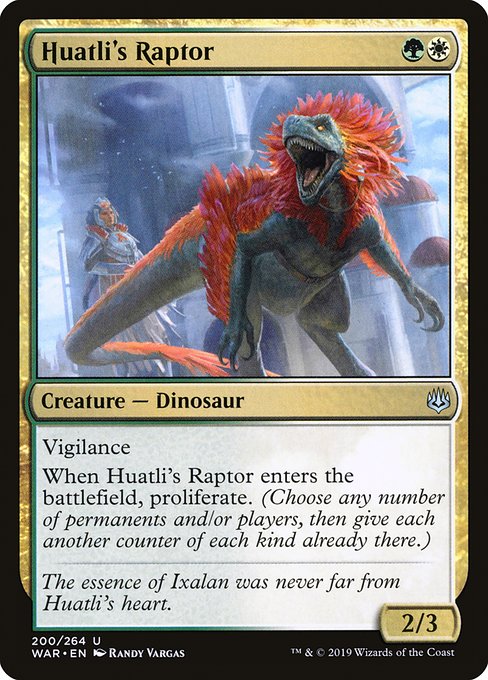 Huatli's Raptor
Creature — Dinosaur
Vigilance
When Huatli's Raptor enters the
battlefield, proliferate. (Choose any number
of permanents and/or players, then give each
another counter of each kind already there.)
The essence of Ixalan was never far from
Huatli's heart.
2/3
200/264 U
WAR • EN Randy Vargas
™ & © 2019 Wizards of the Coast